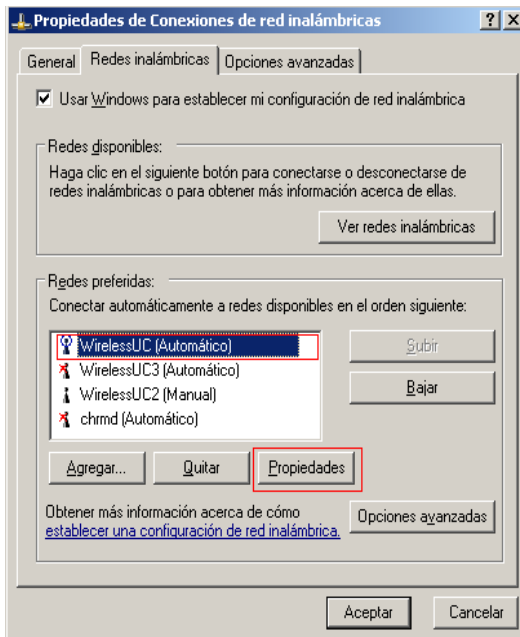 Propiedades de Conexiones de red inalámbricas
General Redes inalámbricas Opciones avanzadas
Usar Windows para establecer mi configuración de red inalámbrica
Redes disponibles:
Haga clic en el siguiente botón para conectarse o desconectarse de
redes inalámbricas o para obtener más información acerca de ellas.
Ver redes inalámbricas
Redes preferidas:
Conectar automáticamente a redes disponibles en el orden siguiente:
WirelessUC (Automático)
WirelessUC3 (Automático)
WirelessUC2 (Manual)
chrmd (Automático)
Subir
Bajar
Agregar... Quitar Propiedades
Obtener más información acerca de cómo
establecer una configuración de red inalámbrica.
Opciones avanzadas
Aceptar Cancelar